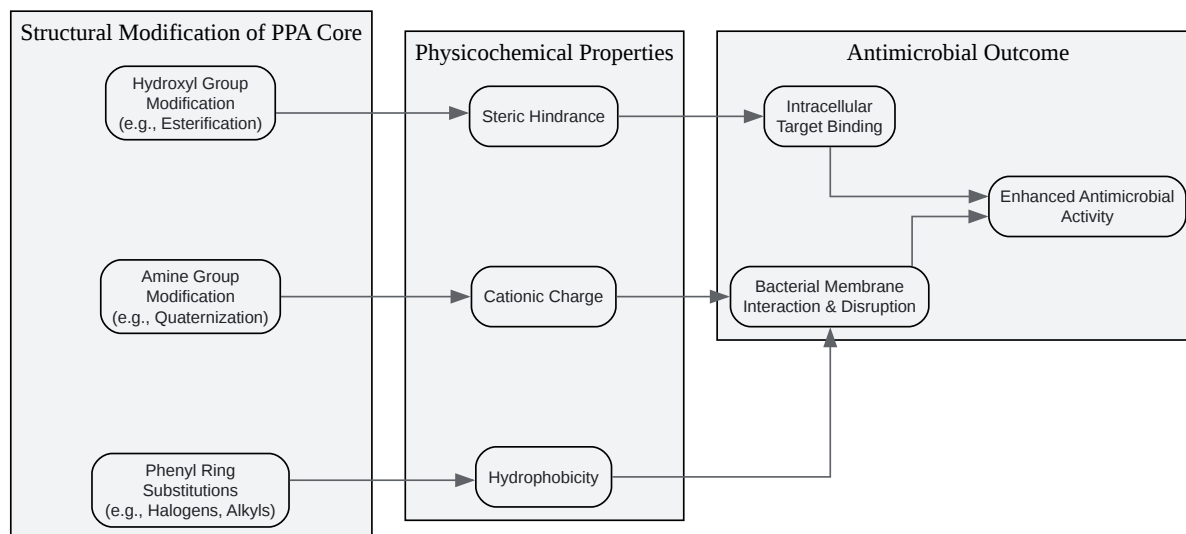 Structural Modification of PPA Core
Hydroxyl Group
Modification
(e.g., Esterification)
Amine Group
Modification
(e.g., Quaternization)
Phenyl Ring
Substitutions
(e.g., Halogens, Alkyls)
Physicochemical Properties
Steric Hindrance
Cationic Charge
Hydrophobicity
Antimicrobial Outcome
Intracellular
Target Binding
Enhanced Antimicrobial
Activity
Bacterial Membrane
Interaction & Disruption